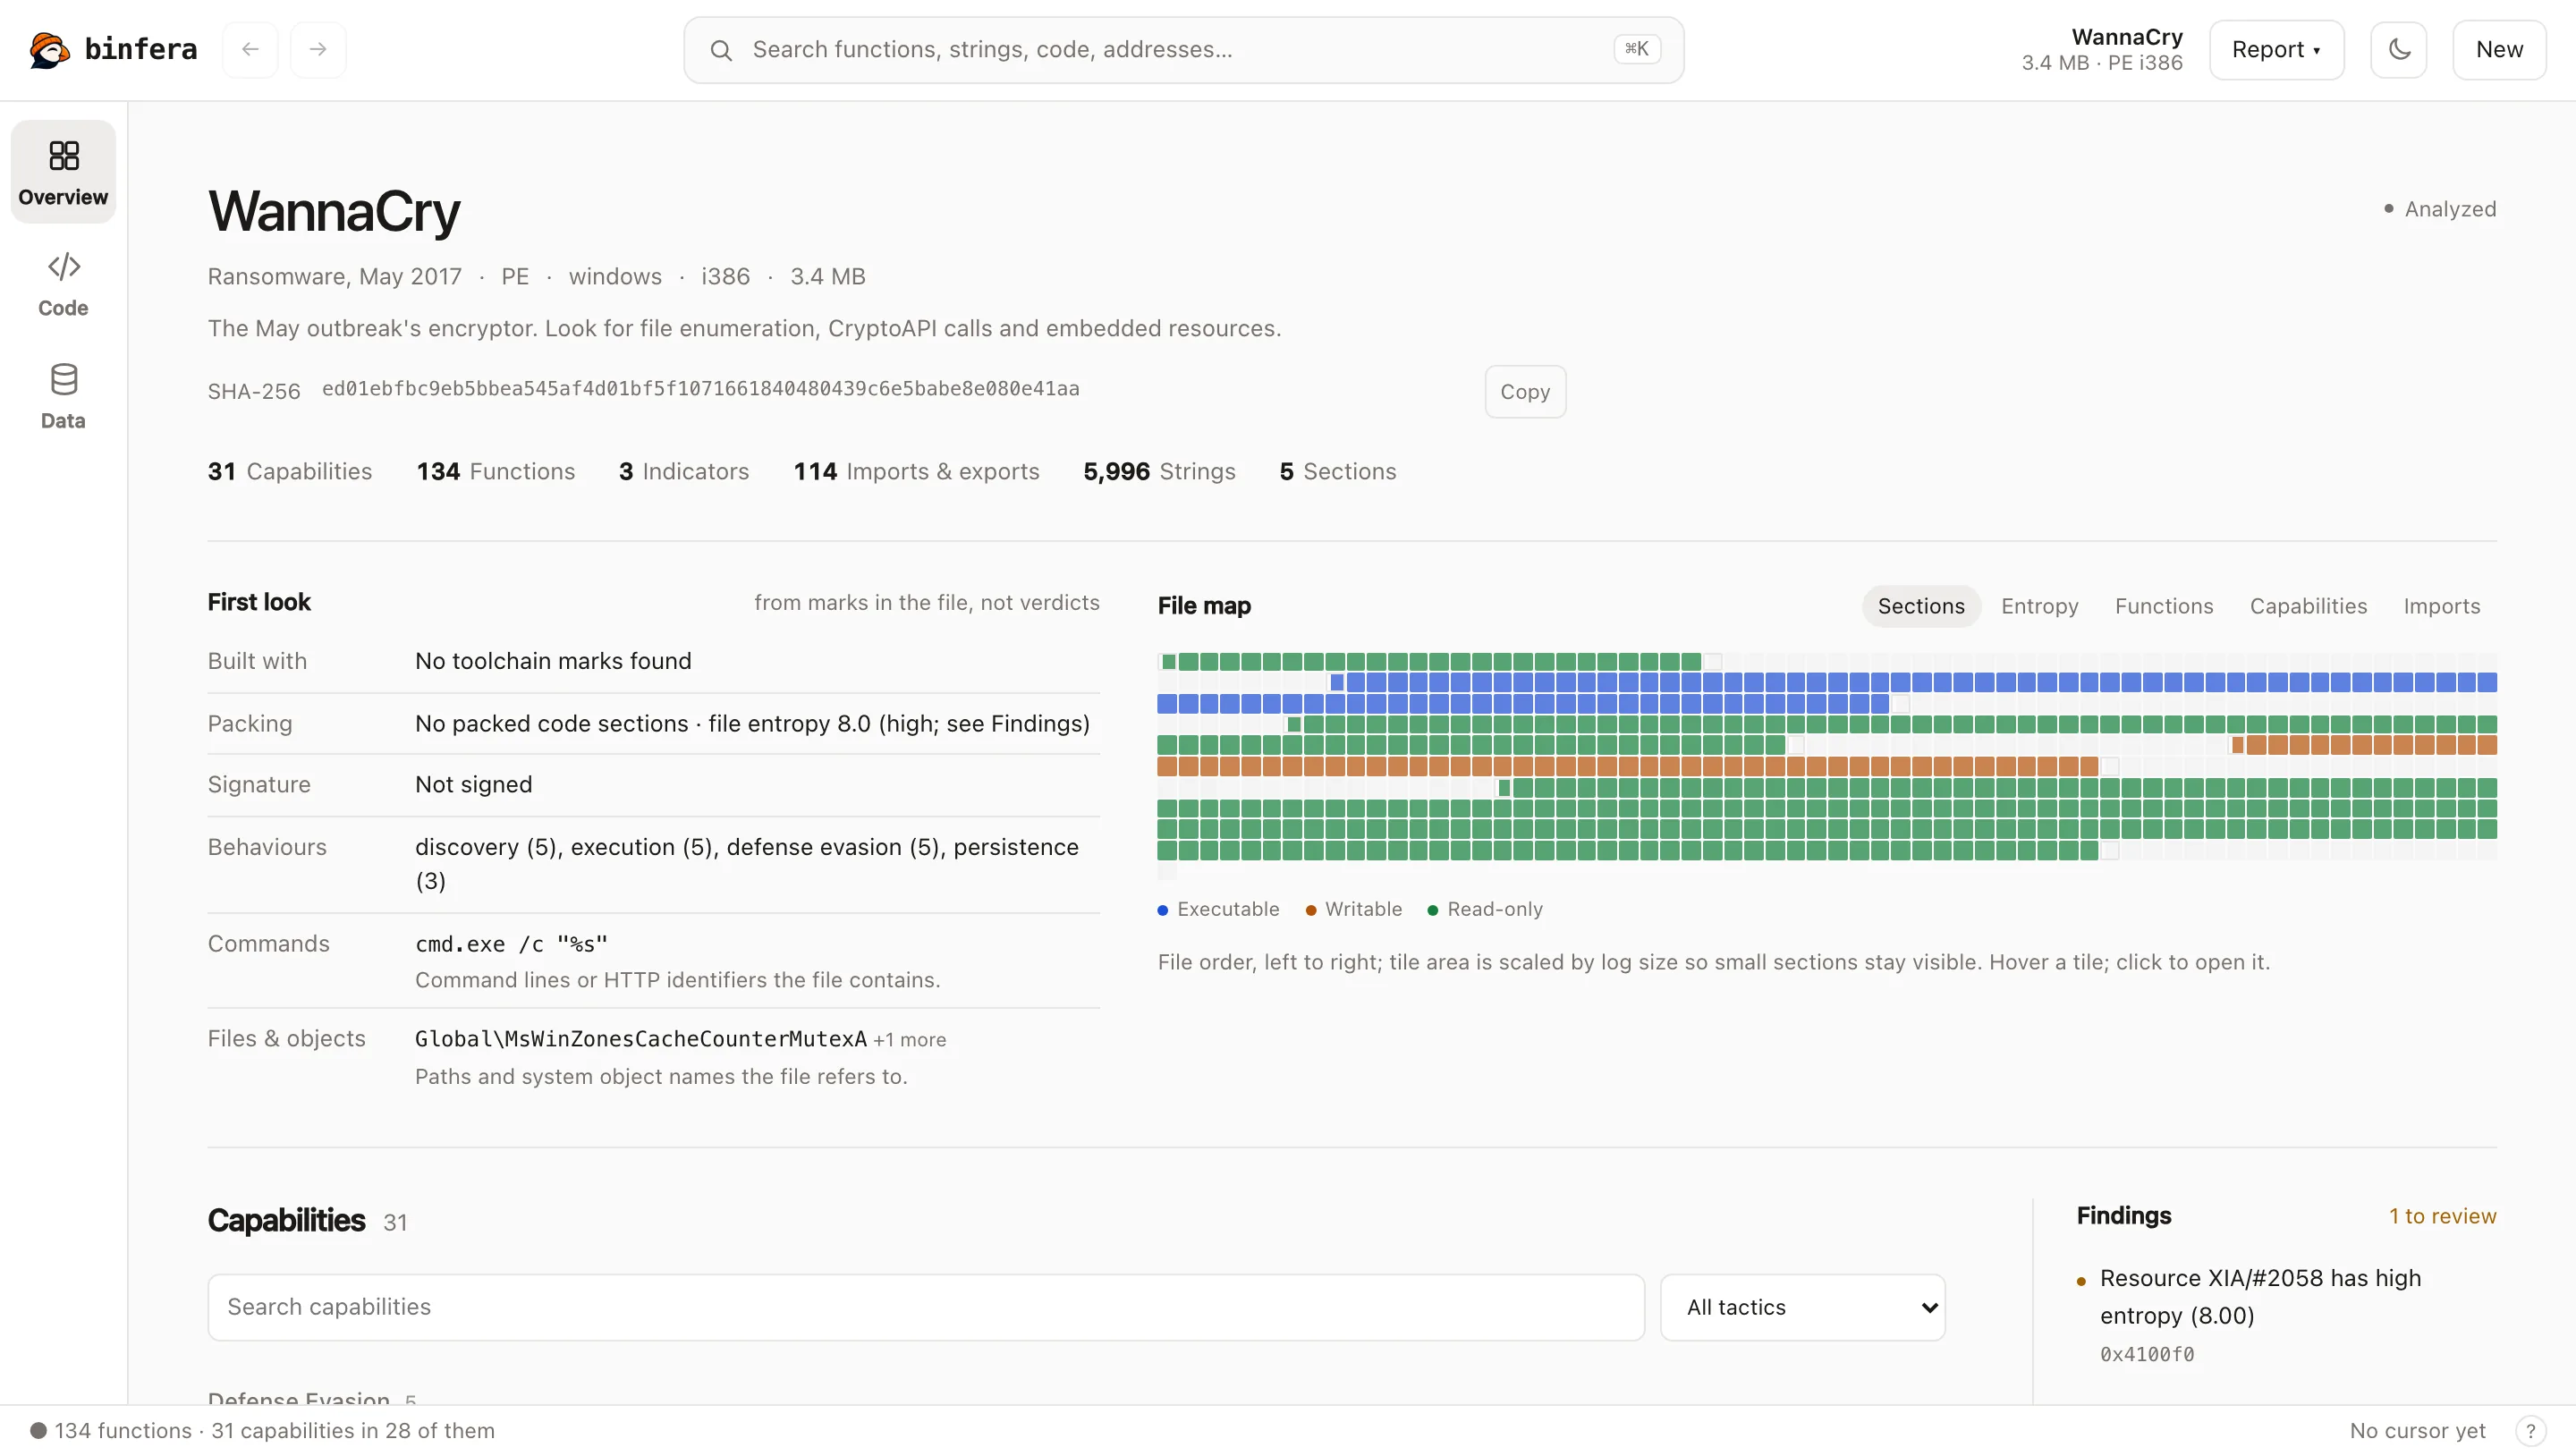 binfera
Search functions, strings, code, addresses...
⌘K
WannaCry
3.4 MB · PE i386
Report ▾
New
Overview
Code
Data
WannaCry
Analyzed
Ransomware, May 2017 · PE · windows · i386 · 3.4 MB
The May outbreak's encryptor. Look for file enumeration, CryptoAPI calls and embedded resources.
SHA-256 ed01ebfbc9eb5bbea545af4d01bf5f1071661840480439c6e5babe8e080e41aa
Copy
31 Capabilities 134 Functions 3 Indicators 114 Imports & exports 5,996 Strings 5 Sections
First look from marks in the file, not verdicts
Built with No toolchain marks found
Packing No packed code sections · file entropy 8.0 (high; see Findings)
Signature Not signed
Behaviours discovery (5), execution (5), defense evasion (5), persistence
(3)
Commands cmd.exe /c "%s"
Command lines or HTTP identifiers the file contains.
Files & objects Global\MsWinZonesCacheCounterMutexA +1 more
Paths and system object names the file refers to.
File map Sections Entropy Functions Capabilities Imports
Executable Writable Read-only
File order, left to right; tile area is scaled by log size so small sections stay visible. Hover a tile; click to open it.
Capabilities 31
Search capabilities
All tactics
Defense Evasion 5
Findings 1 to review
Resource XIA/#2058 has high
entropy (8.00)
0x4100f0
134 functions · 31 capabilities in 28 of them
No cursor yet ?